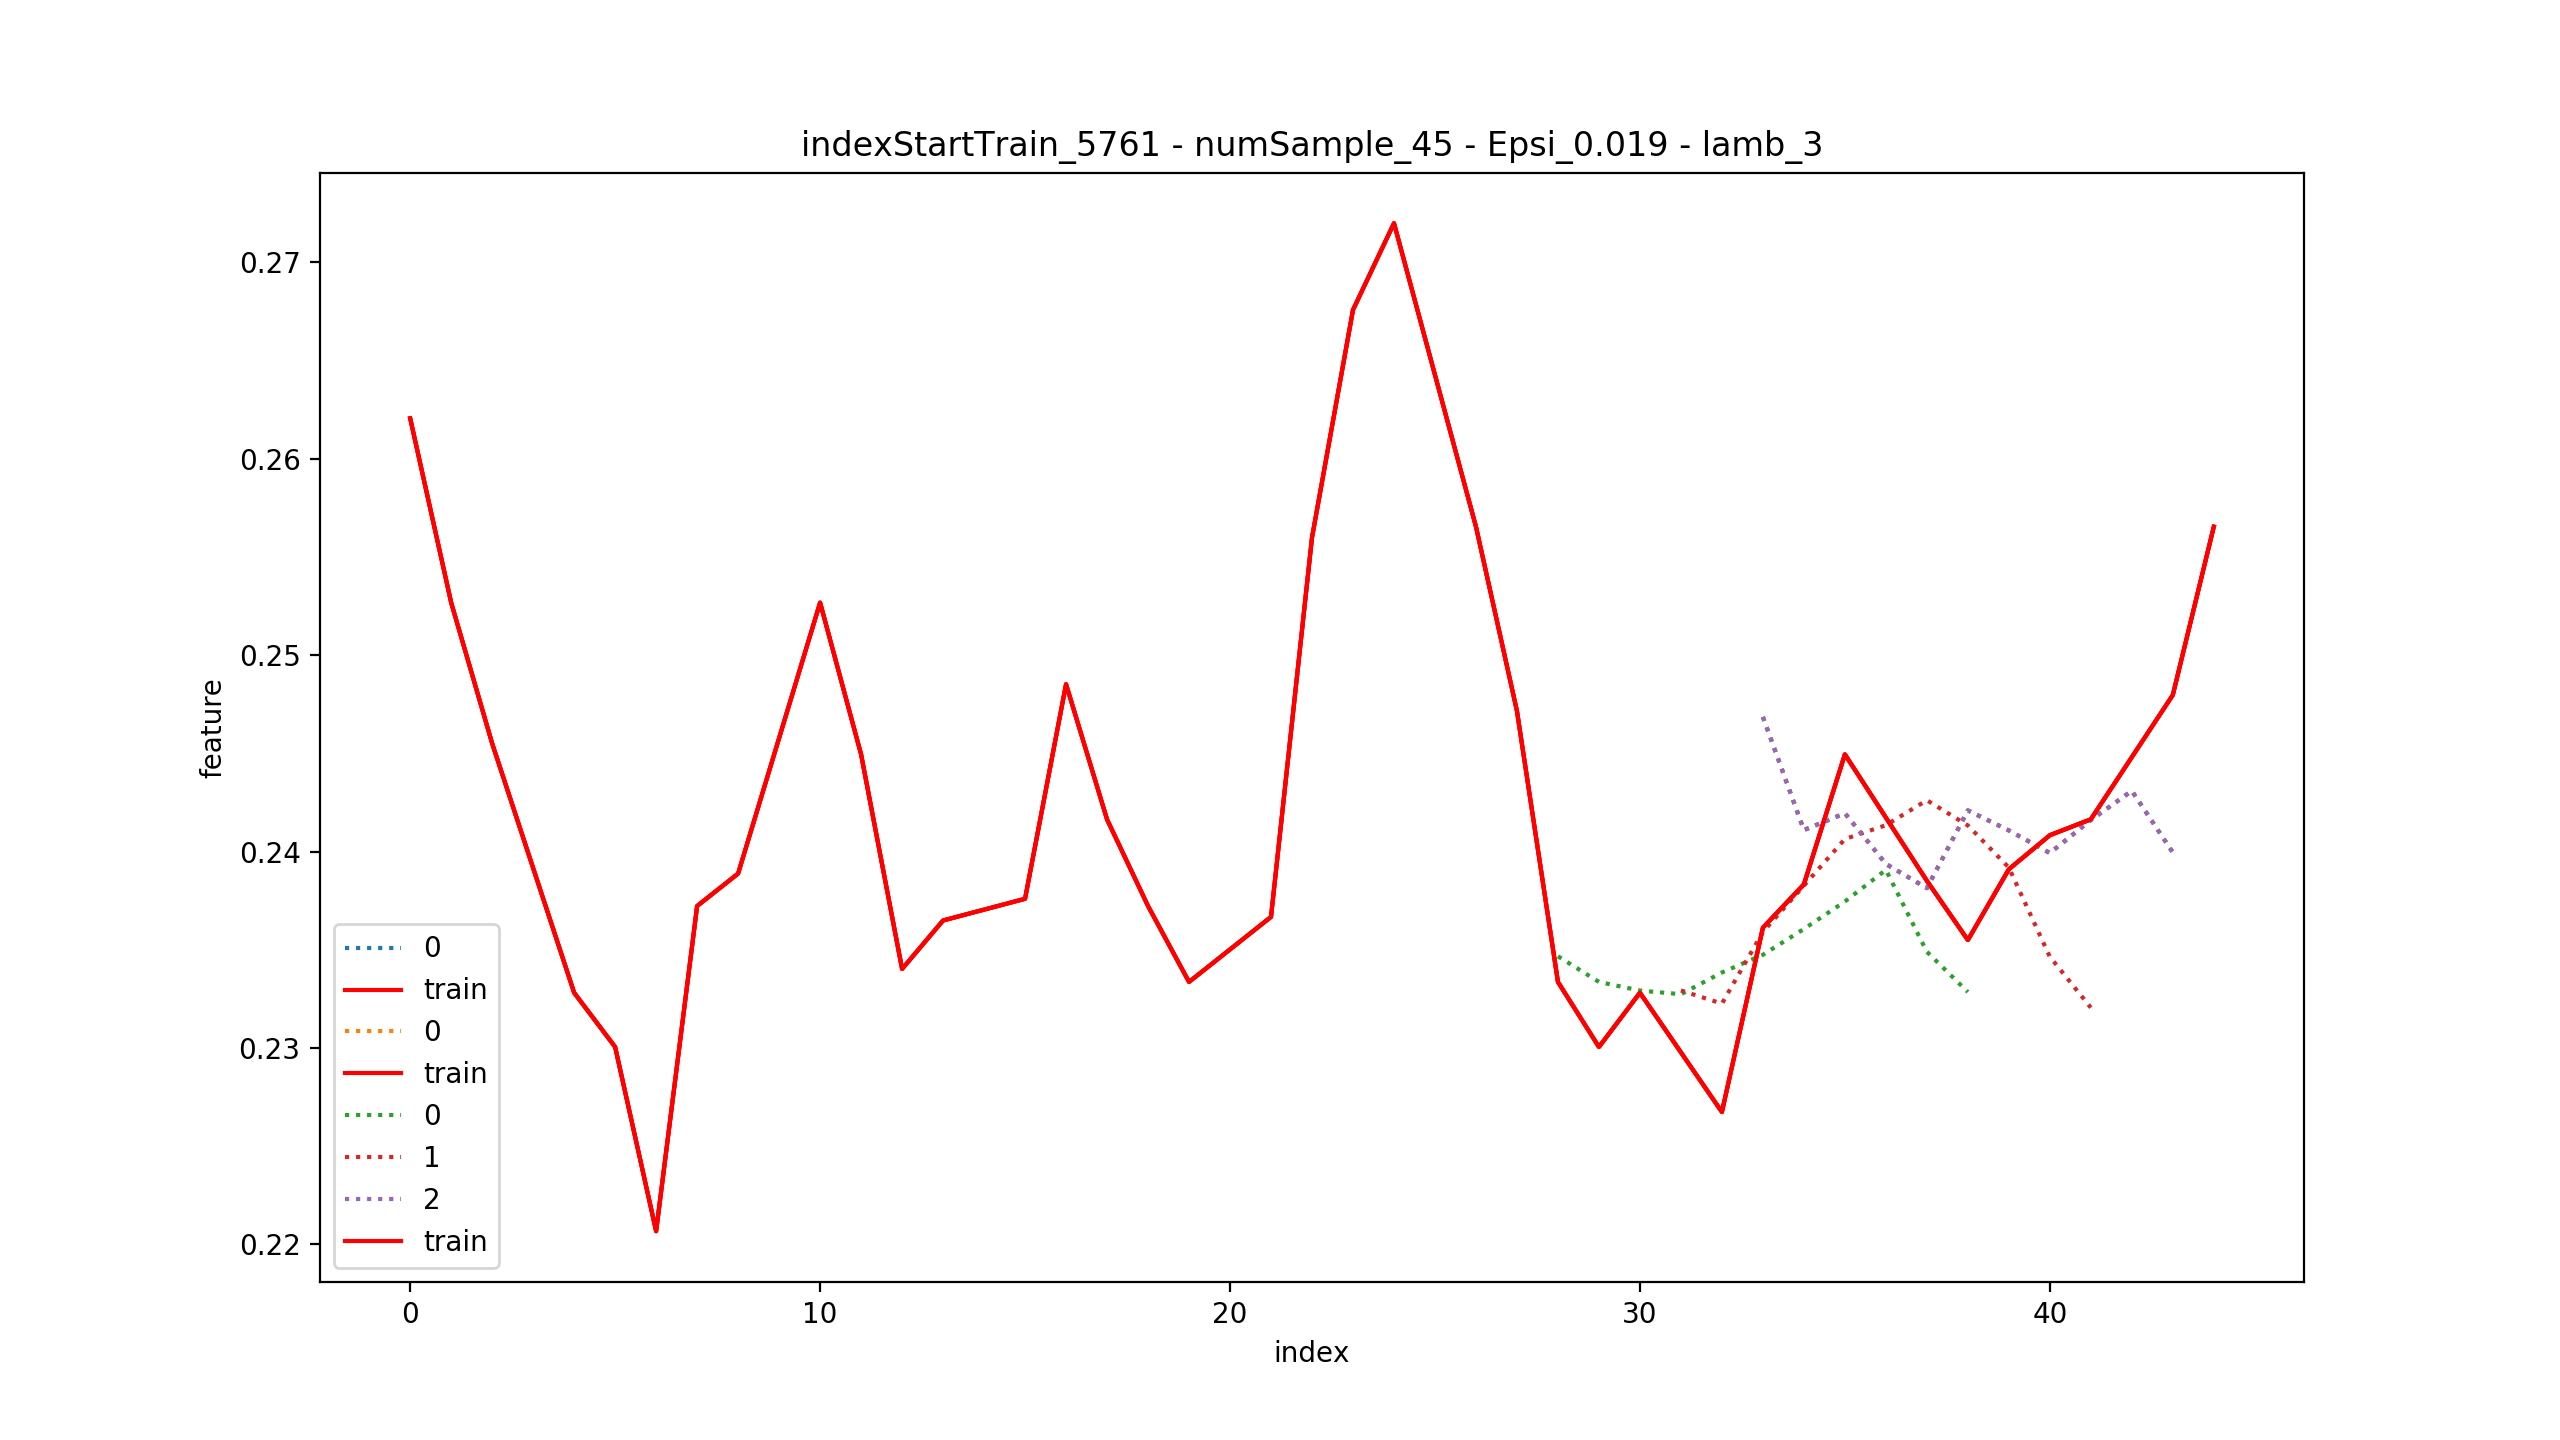 indexStartTrain_5761 - numSample_45 - Epsi_0.019 - lamb_3
0.27
0.26
0.25
0.24
0.23
0.22
feature
0
train
0
train
0
1
2
train
0
10
20
30
40
index